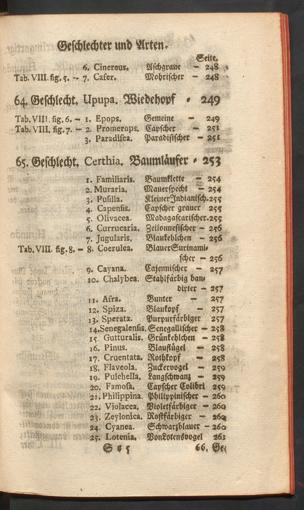 Geschlechter und Arten.
Seite.
6. Cinereus. Aschgraue - 248
Tab. VIII. fig. 5. - 7. Cafer. Mohrischer - 248
64. Geschlecht. Upupa. Wiedehopf - 249
Tab. VIII. fig. 6. - 1. Epops. Gemeine - 249
Tab. VIII. fig. 7. - 2. Promerops. Capscher - 251
3. Paradisea. Paradisischer - 251
65. Geschlecht. Certhia. Baumläufer - 253
1. Familiaris. Baumklette - 254
2. Muraria. Mauerspecht - 254
3. Pusilla. Kleiner Indianisch. 255
4. Capensis. Capscher grauer 255
5. Olivacea. Madagascarischer. 255
6. Currucaria. Zeilonnesischer - 256
7. Jugularis. Blaukehlchen - 256
Tab. VIII. fig. 8. - 8. Coerulea. Blauer Surinami-
scher - 256
9. Cayana. Cajennischer - 257
10. Chalybea. Stahlfärbig ban-
dirter - 257
11. Afra. Bunter - 257
12. Spiza. Blaukopf - 257
13. Sperata. Purpurfärbiger 257
14. Senegalensis. Senegallischer - 258
15. Gutturalis. Grünkehlchen - 258
16. Pinus. Blauflügel - 258
17. Cruentata. Rothkopf - 258
18. Flaveola. Zuckervogel - 259
19. Pulchella. Langschwanz - 259
20. Famosa. Capscher Colibri 259
21. Philippina. Philippinischer - 260
22. Violacea. Violetfärbiger - 260
23. Zeylonica. Rostfärbiger - 260
24. Cyanea. Schwarzblauer - 260
25. Lotenia. VonLotensvogel 261
S s 5 66. Ge-